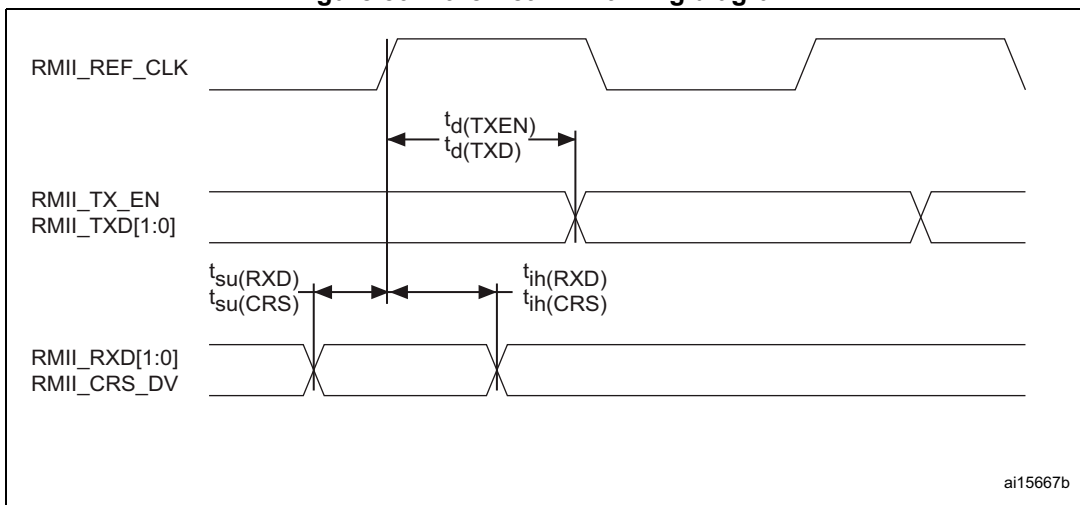 RMII_REF_CLK
td(TXEN)
td(TXD)
RMII_TX_EN
RMII_TXD[1:0]
tsu(RXD)
tsu(CRS)
tih(RXD)
tih(CRS)
RMII_RXD[1:0]
RMII_CRS_DV
ai15667b